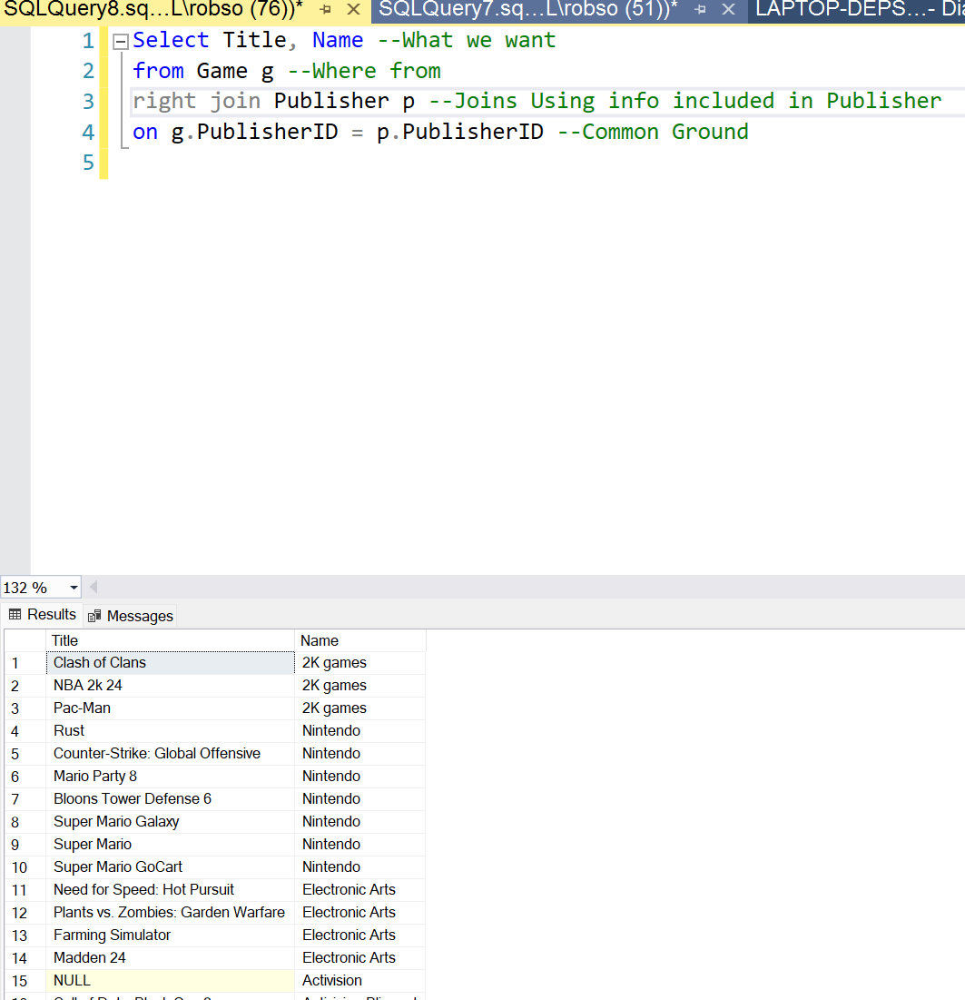 SQLQuery8.sq...L\robso (76))* SQLQuery7.sq...L\robso (51))* LAPTOP-DEPS...- Dia
1 Select Title, Name --What we want
2 from Game g --Where from
3 right join Publisher p --Joins Using info included in Publisher
4 on g.PublisherID = p.PublisherID --Common Ground
5
132 %
Results Messages
Title Name
1 Clash of Clans 2K games
2 NBA 2k 24 2K games
3 Pac-Man 2K games
4 Rust Nintendo
5 Counter-Strike: Global Offensive Nintendo
6 Mario Party 8 Nintendo
7 Bloons Tower Defense 6 Nintendo
8 Super Mario Galaxy Nintendo
9 Super Mario Nintendo
10 Super Mario GoCart Nintendo
11 Need for Speed: Hot Pursuit Electronic Arts
12 Plants vs. Zombies: Garden Warfare Electronic Arts
13 Farming Simulator Electronic Arts
14 Madden 24 Electronic Arts
15 NULL Activision